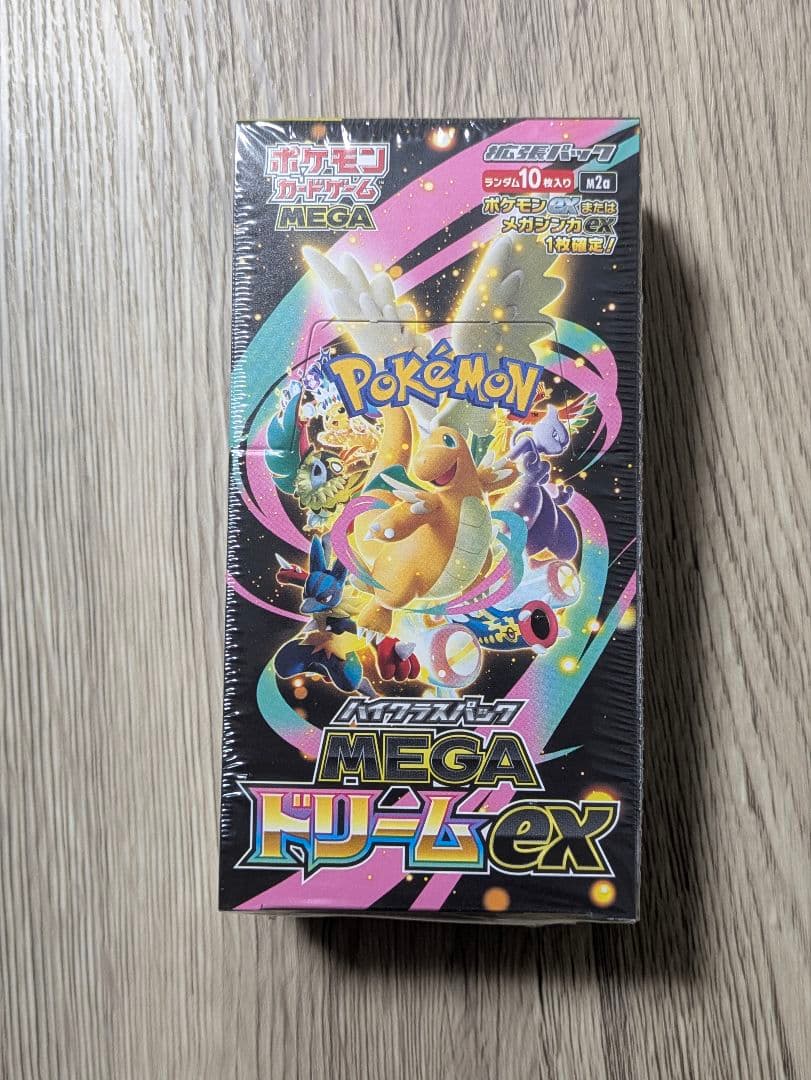 ポケモン
カードゲーム
MEGA
拡張パック
ランダム10枚入り
M2a
ポケモンexまたは
メガシンカex
1枚確定!
POKéMON
ハイクラスパック
MEGA
ドリームex